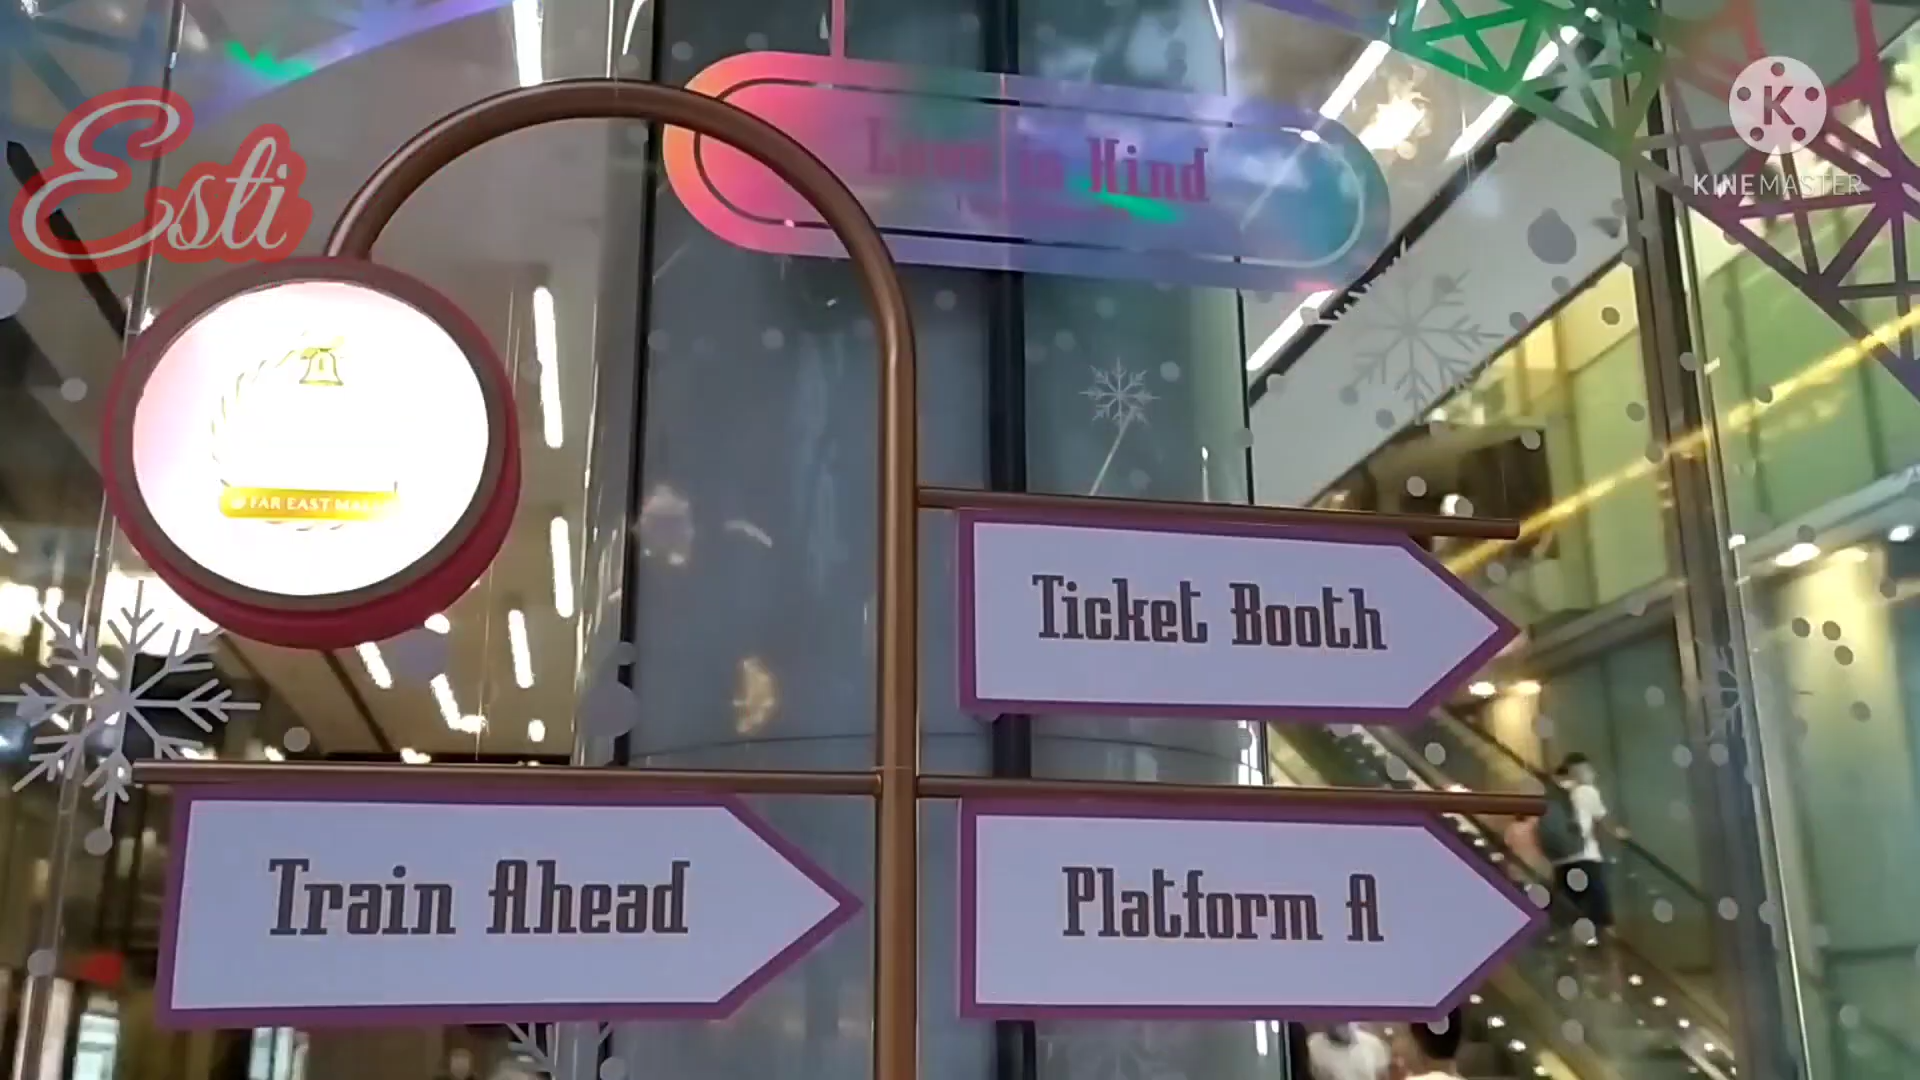 Esti
Love is Kind
K
KINEMASTER
@ FAR EAST MALL
Ticket Booth
Train Ahead
Platform A